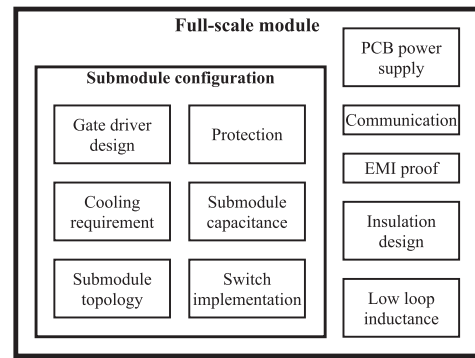 Full-scale module
Submodule configuration
Gate driver
design
Protection
Cooling
requirement
Submodule
capacitance
Submodule
topology
Switch
implementation
PCB power
supply
Communication
EMI proof
Insulation
design
Low loop
inductance